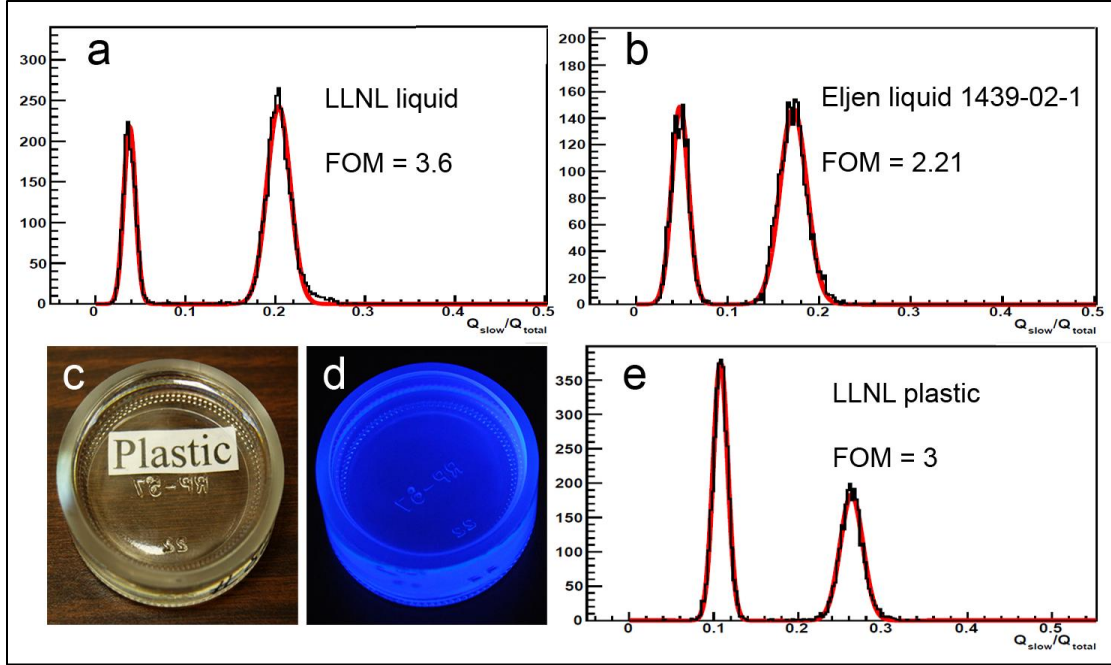 a
LLNL liquid
FOM = 3.6
300
250
200
150
100
50
0
0 0.1 0.2 0.3 0.4 0.5
Qslow/Qtotal
b
Eljen liquid 1439-02-1
FOM = 2.21
200
180
160
140
120
100
80
60
40
20
0
0 0.1 0.2 0.3 0.4 0.5
Qslow/Qtotal
c
Plastic
d
e
LLNL plastic
FOM = 3
350
300
250
200
150
100
50
0
0 0.1 0.2 0.3 0.4 0.5
Qslow/Qtotal